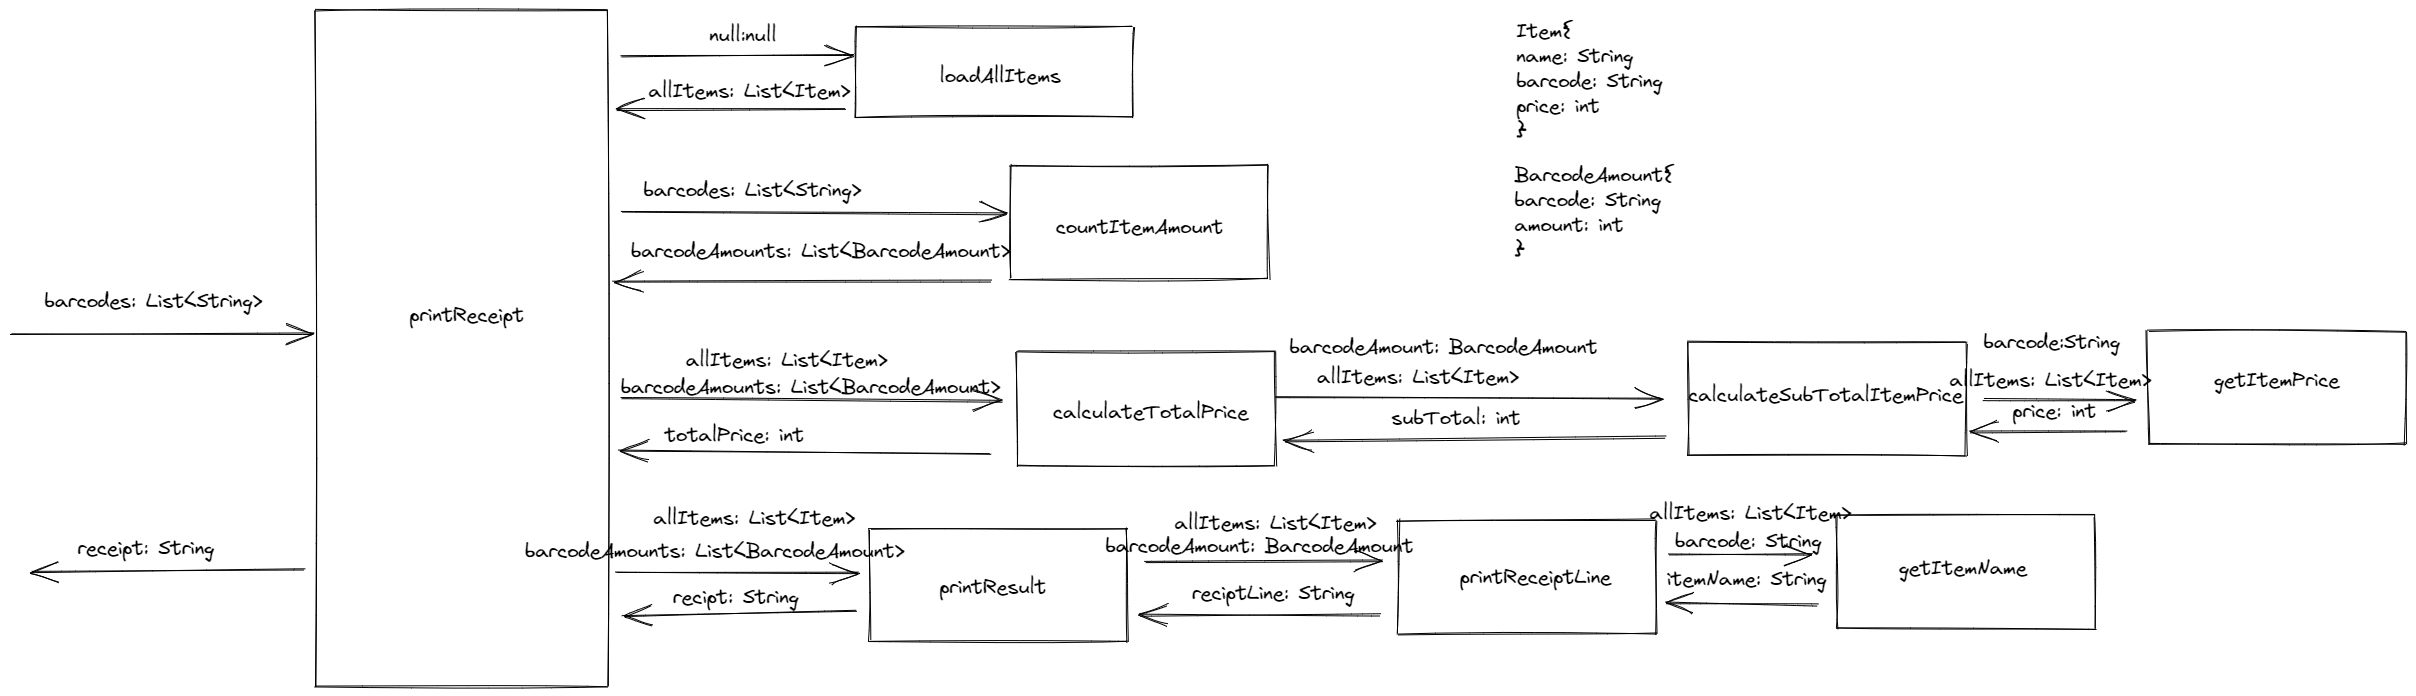 null:null
loadAllItems
allItems: List<Item>
Item{
name: String
barcode: String
price: int
}
barcodes: List<String>
countItemAmount
barcodeAmounts: List<BarcodeAmount>
BarcodeAmount{
barcode: String
amount: int
}
barcodes: List<String>
printReceipt
allItems: List<Item>
barcodeAmounts: List<BarcodeAmount>
calculateTotalPrice
totalPrice: int
barcodeAmount: BarcodeAmount
allItems: List<Item>
subTotal: int
calculateSubTotalItemPrice
barcode:String
allItems: List<Item>
price: int
getItemPrice
receipt: String
allItems: List<Item>
barcodeAmounts: List<BarcodeAmount>
recipt: String
printResult
allItems: List<Item>
barcodeAmount: BarcodeAmount
reciptLine: String
printReceiptLine
allItems: List<Item>
barcode: String
itemName: String
getItemName